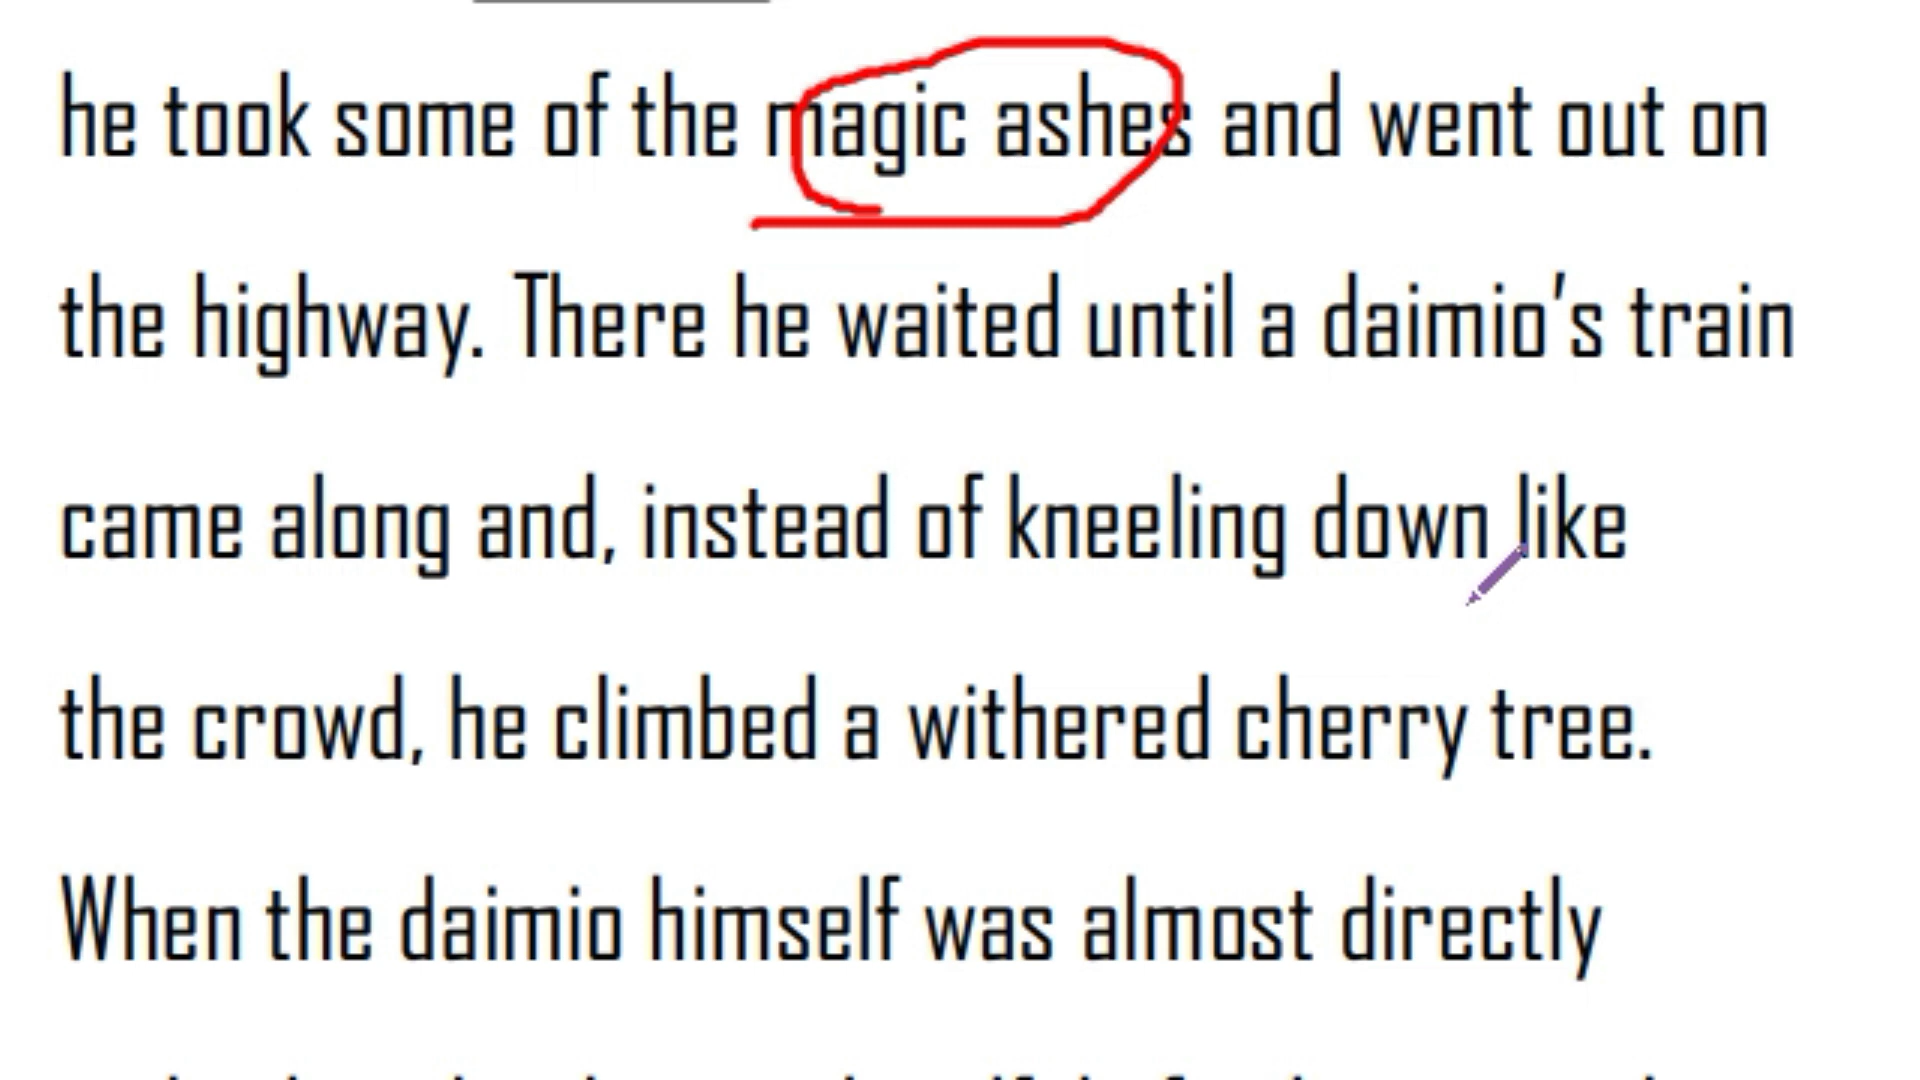 he took some of the magic ashes and went out on
the highway. There he waited until a daimio’s train
came along and, instead of kneeling down like
the crowd, he climbed a withered cherry tree.
When the daimio himself was almost directly